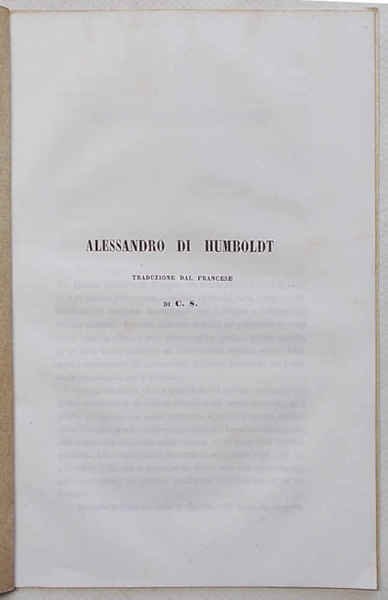 ALESSANDRO DI HUMBOLDT
TRADUZIONE DAL FRANCESE
DI C. S.